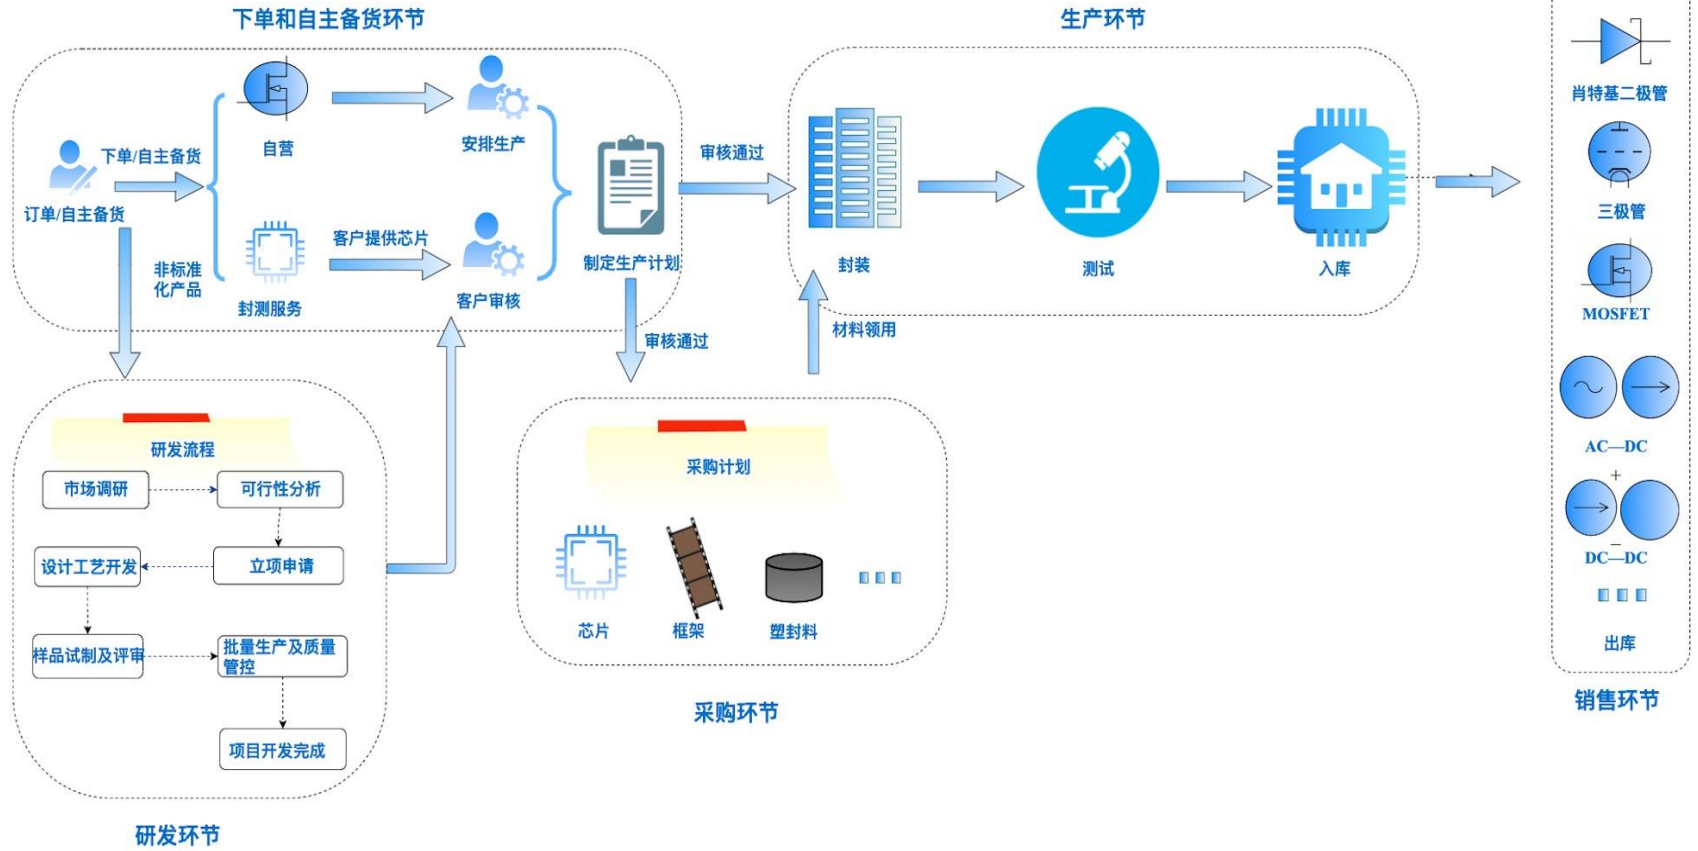 下单和自主备货环节
生产环节
自营
安排生产
下单/自主备货
订单/自主备货
非标准
化产品
封测服务
客户提供芯片
客户审核
制定生产计划
审核通过
审核通过
封装
测试
入库
材料领用
研发流程
市场调研
可行性分析
立项申请
设计工艺开发
样品试制及评审
批量生产及质量
管控
项目开发完成
研发环节
采购计划
芯片
框架
塑封料
采购环节
肖特基二极管
三极管
MOSFET
AC—DC
+
−
DC—DC
出库
销售环节